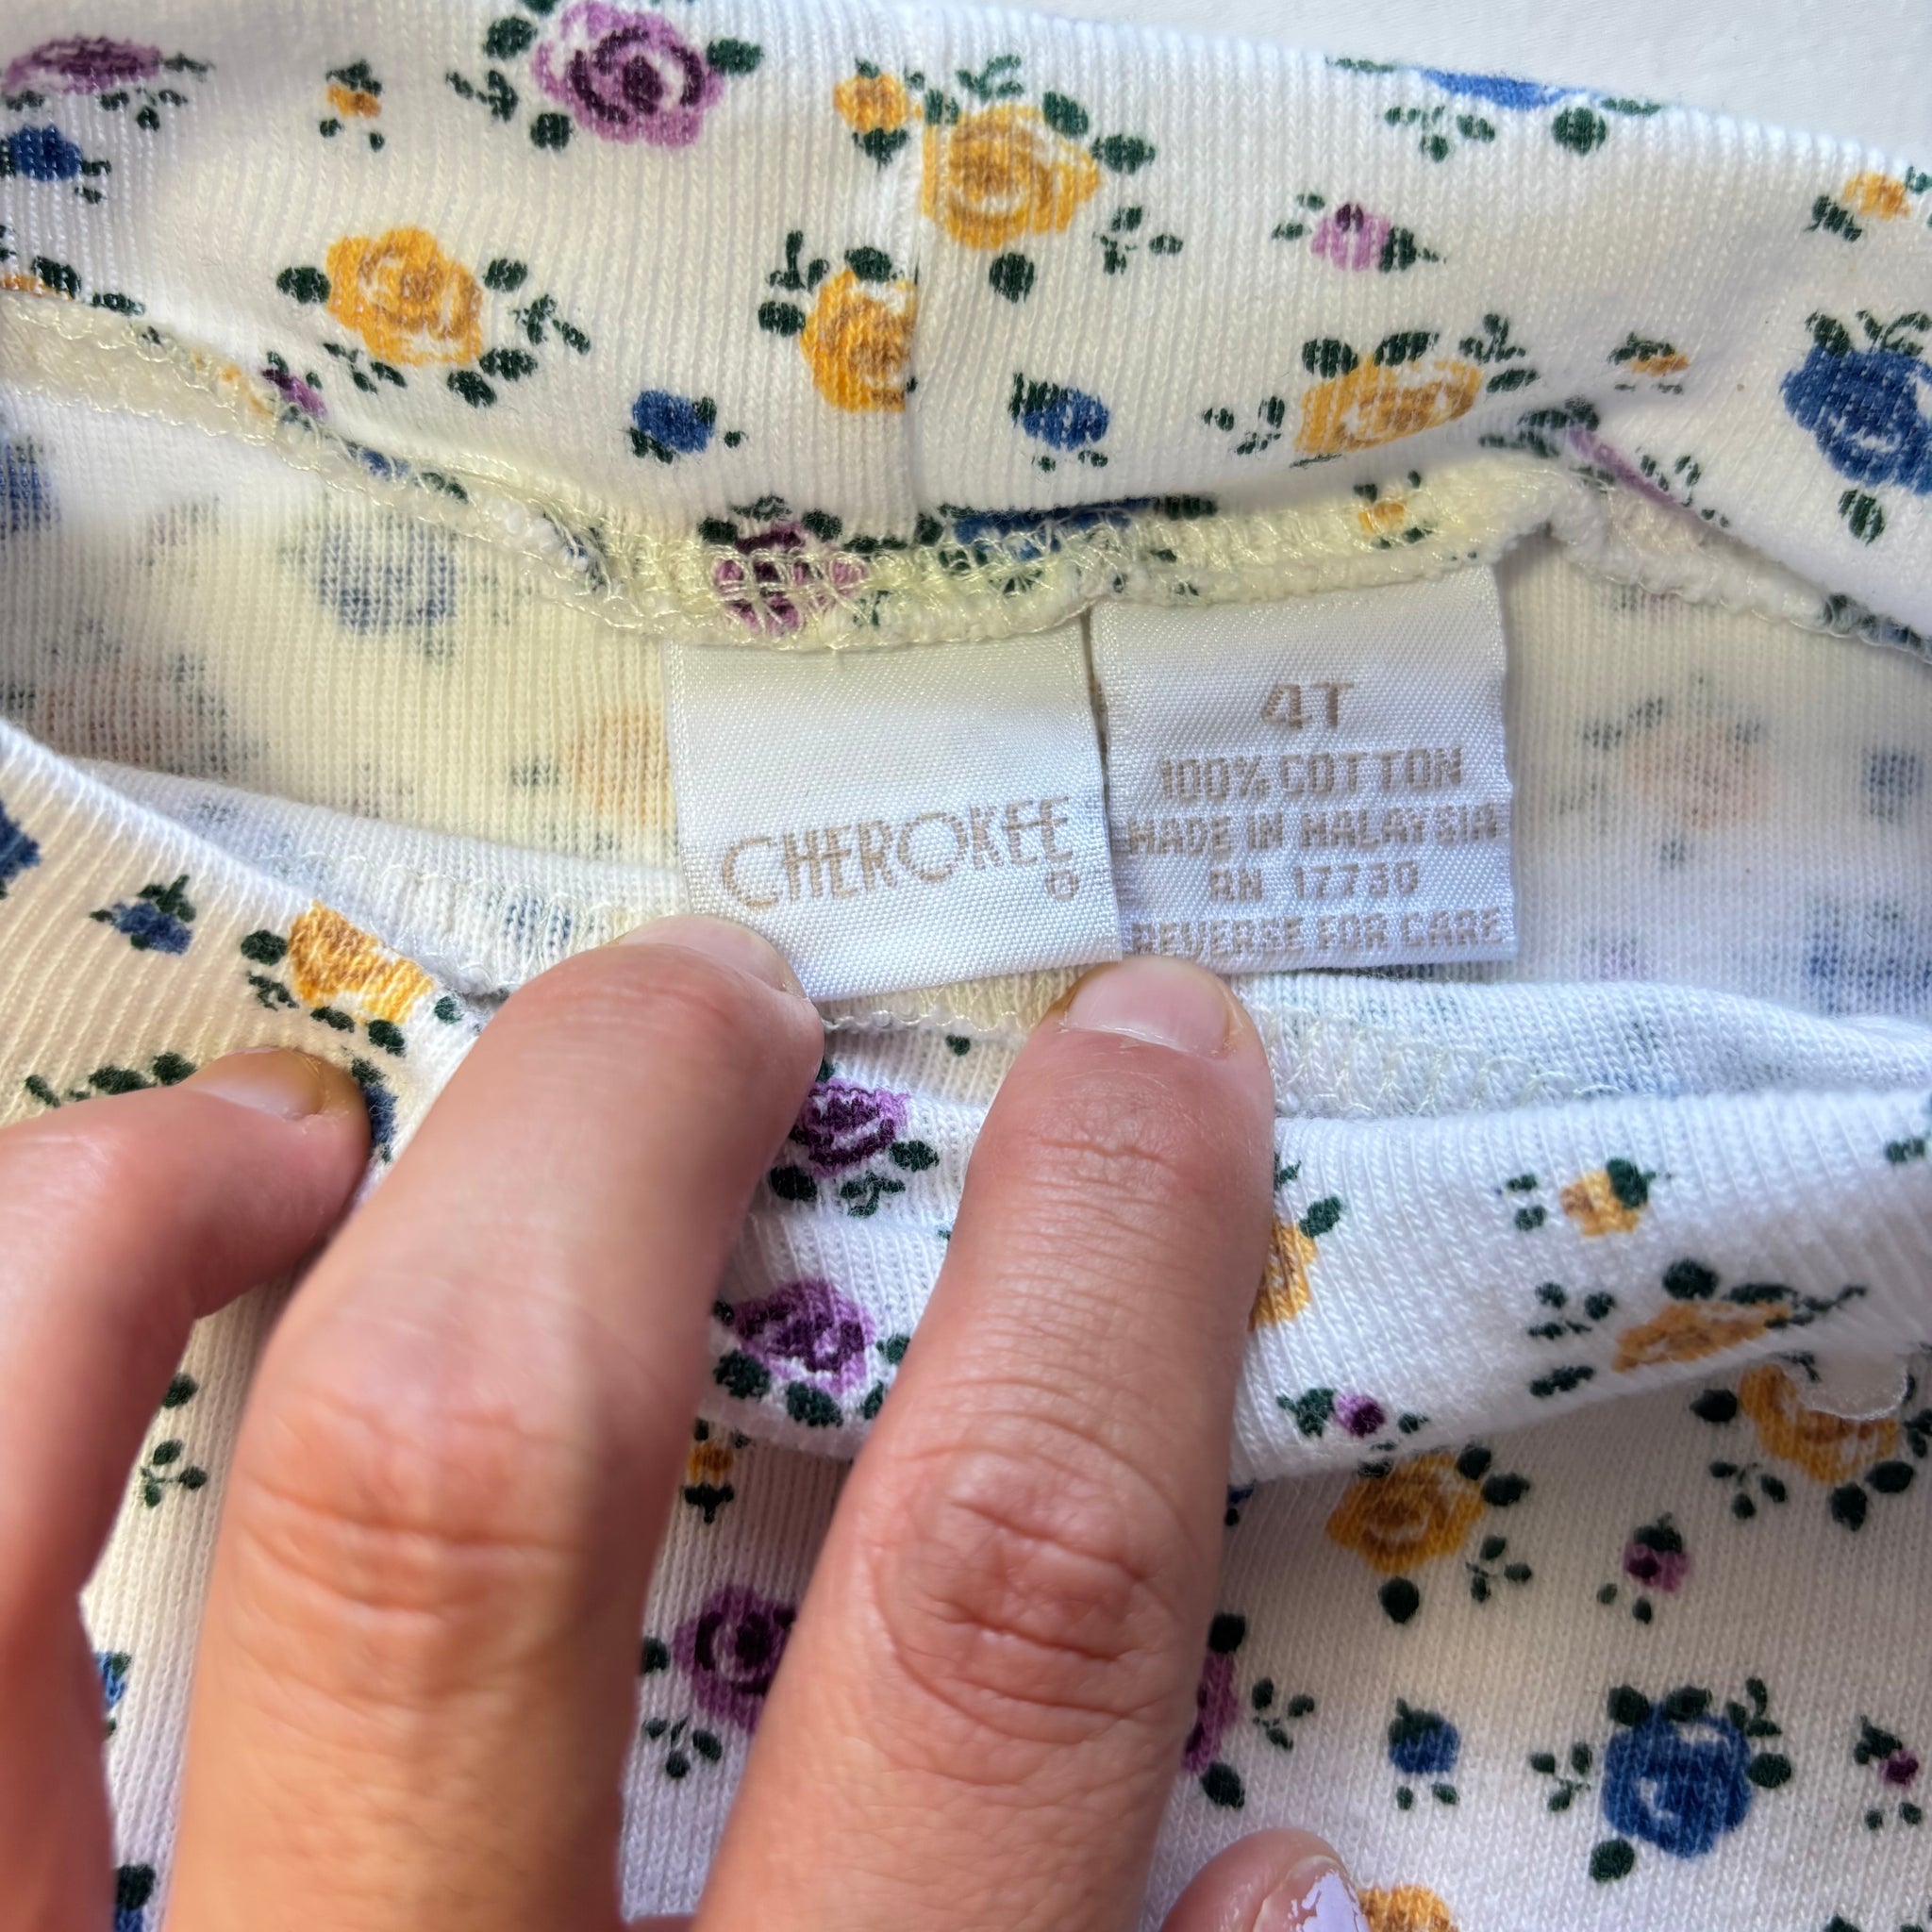 CHEROKEE
4T
100% COTTON
MADE IN MALAYSIA
RN 17730
REVERSE FOR CARE